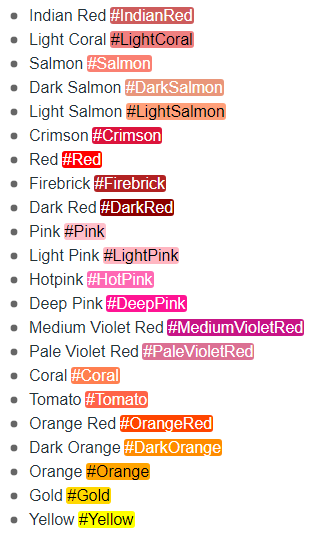 Indian Red #IndianRed
Light Coral #LightCoral
Salmon #Salmon
Dark Salmon #DarkSalmon
Light Salmon #LightSalmon
Crimson #Crimson
Red #Red
Firebrick #Firebrick
Dark Red #DarkRed
Pink #Pink
Light Pink #LightPink
Hotpink #HotPink
Deep Pink #DeepPink
Medium Violet Red #MediumVioletRed
Pale Violet Red #PaleVioletRed
Coral #Coral
Tomato #Tomato
Orange Red #OrangeRed
Dark Orange #DarkOrange
Orange #Orange
Gold #Gold
Yellow #Yellow